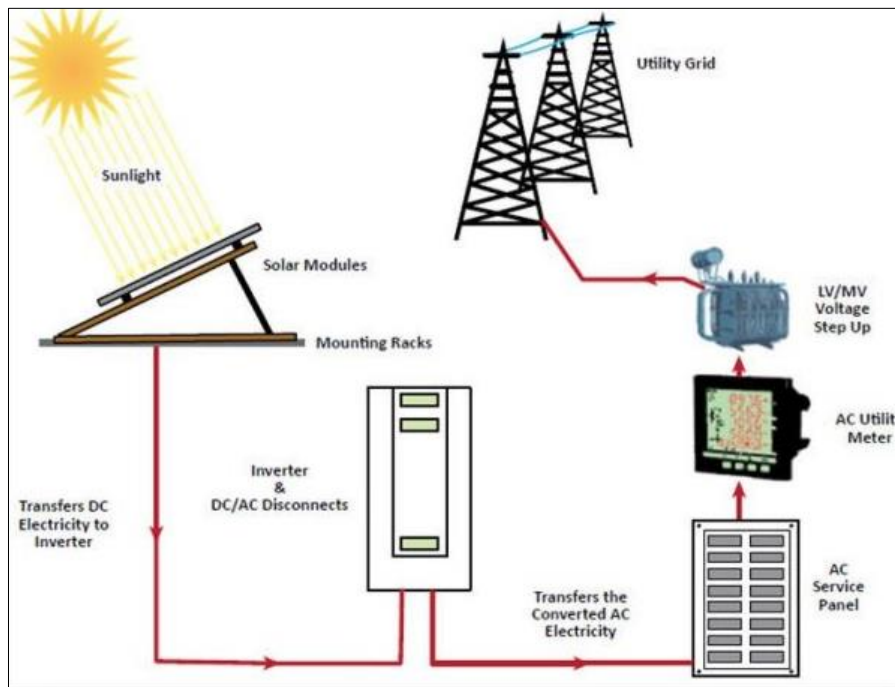 Sunlight
Solar Modules
Mounting Racks
Transfers DC
Electricity to
Inverter
Inverter
&
DC/AC Disconnects
Transfers the
Converted AC
Electricity
AC
Service
Panel
AC Utility
Meter
LV/MV
Voltage
Step Up
Utility Grid